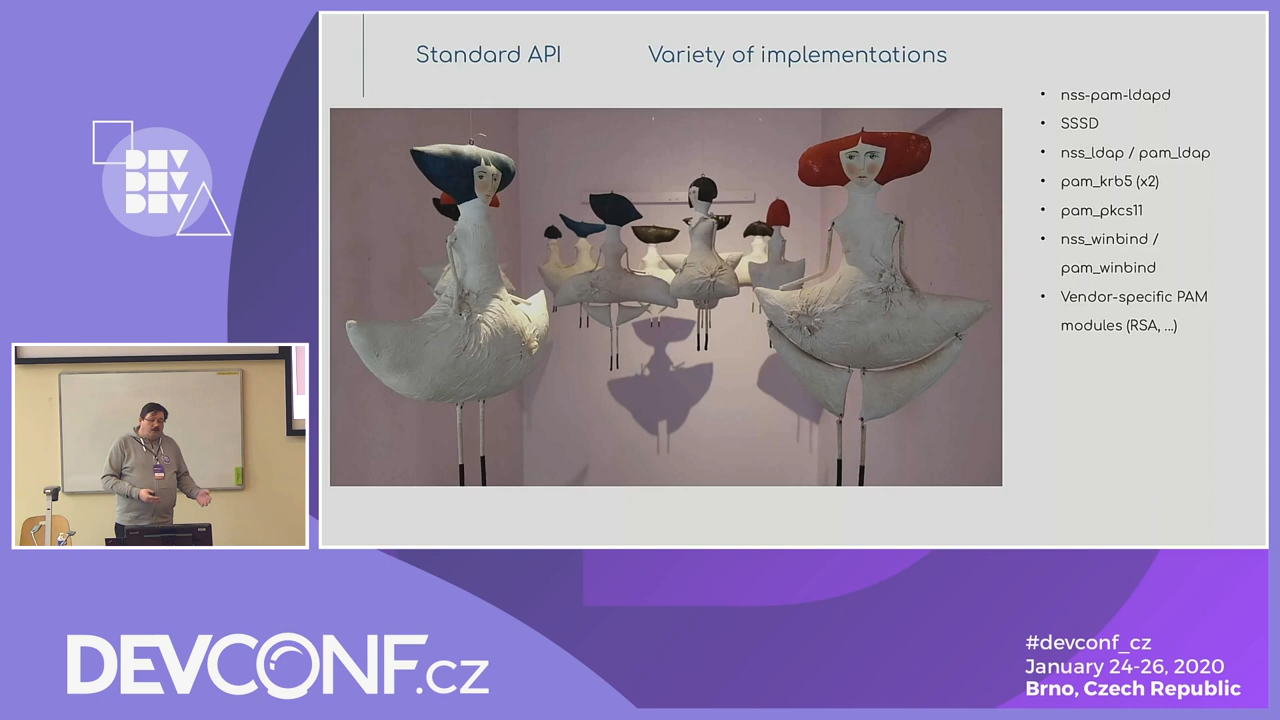 Standard API
Variety of implementations
• nss-pam-ldapd
• SSSD
• nss_ldap / pam_ldap
• pam_krb5 (x2)
• pam_pkcs11
• nss_winbind /
pam_winbind
• Vendor-specific PAM
modules (RSA, ...)
DEV
DEV
DEV
DEVCONF.cz
#devconf_cz
January 24-26, 2020
Brno, Czech Republic